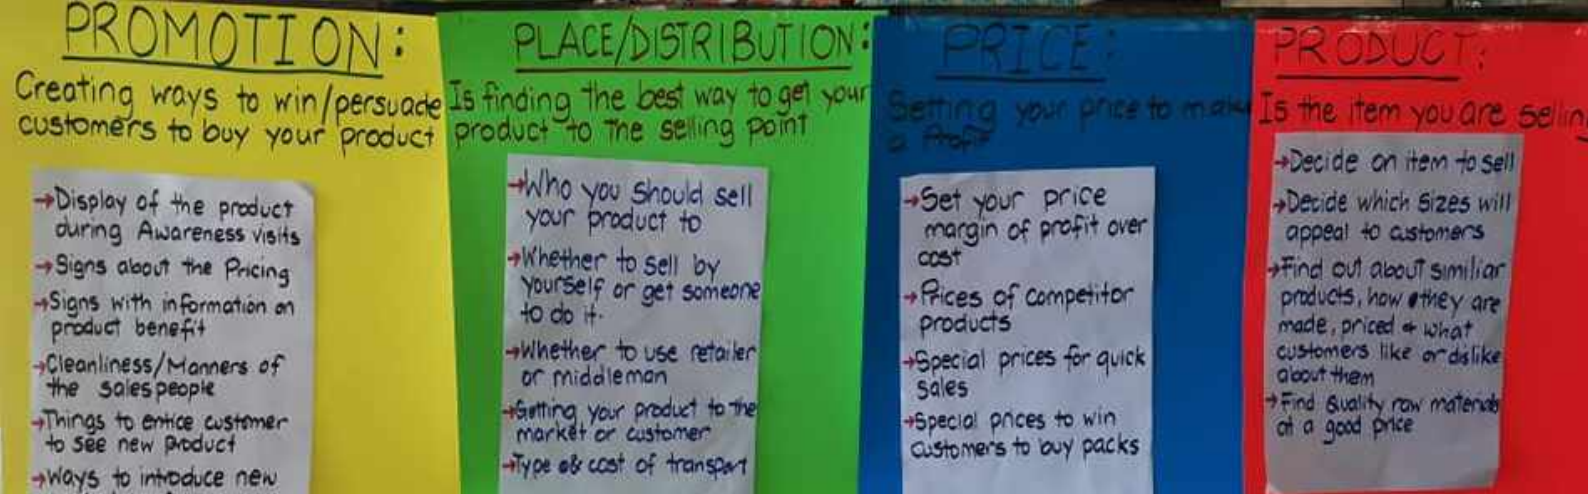 PROMOTION:
Creating ways to win/persuade
customers to buy your product
→Display of the product
during Awareness visits
→Signs about the Pricing
→Signs with information on
product benefit
→Cleanliness/Manners of
the salespeople
→Things to entice customer
to see new product
→Ways to introduce new
PLACE/DISTRIBUTION:
Is finding the best way to get your
product to the selling point
→Who you should sell
your product to
→Whether to sell by
yourself or get someone
to do it.
→Whether to use retailer
or middleman
→Getting your product to the
market or customer
→Type & cost of transport
PRICE:
Setting your price to make
a Profit
→Set your price
margin of profit over
cost
→Prices of competitor
products
→Special prices for quick
sales
→Special prices to win
customers to buy packs
PRODUCT:
Is the item you are sellin
→Decide on item to sell
→Decide which sizes will
appeal to customers
→Find out about similiar
products, how they are
made, priced & what
customers like or dislike
about them
→Find quality raw materials
at a good price